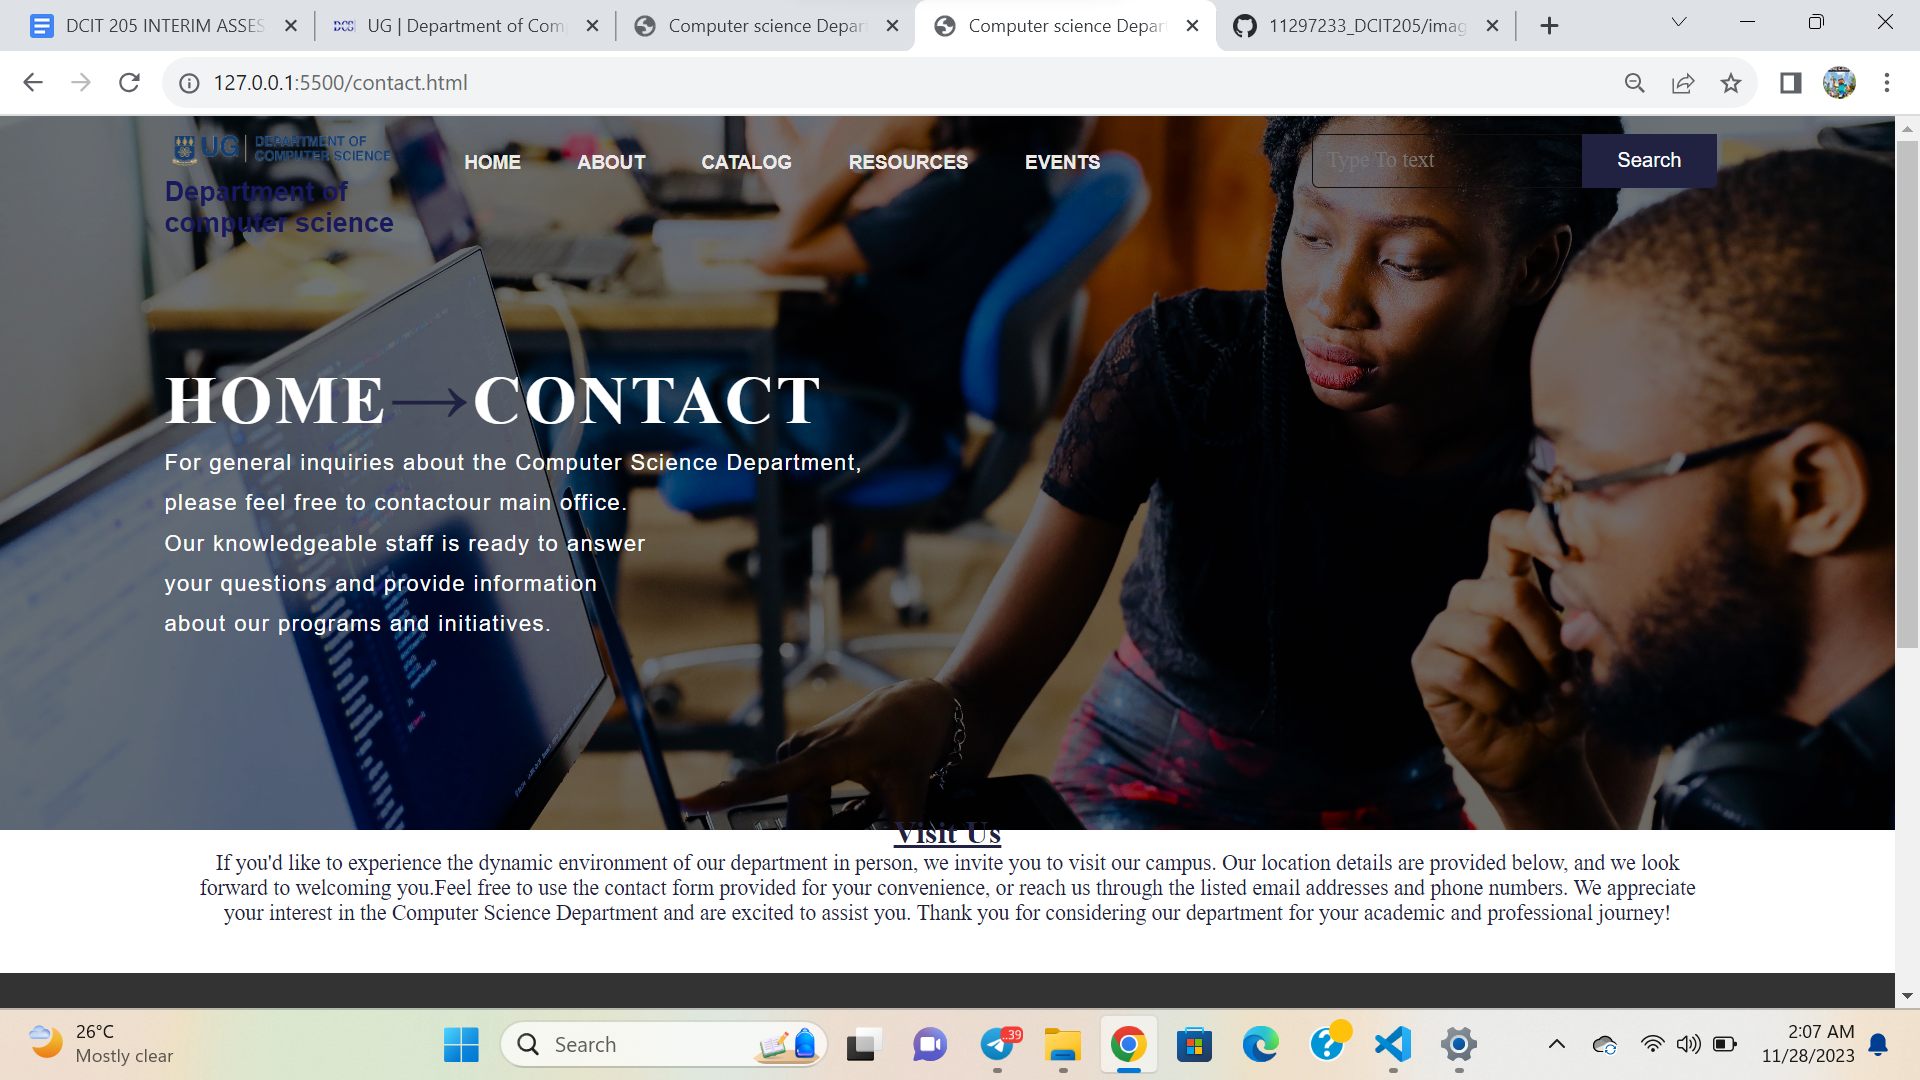 DCIT 205 INTERIM ASSES
UG | Department of Com
Computer science Depar
Computer science Depar
11297233_DCIT205/imag
127.0.0.1:5500/contact.html
UG DEPARTMENT OF
COMPUTER SCIENCE
Department of
computer science
HOME ABOUT CATALOG RESOURCES EVENTS
Type To text Search
HOME→CONTACT
For general inquiries about the Computer Science Department,
please feel free to contactour main office.
Our knowledgeable staff is ready to answer
your questions and provide information
about our programs and initiatives.
Visit Us
If you'd like to experience the dynamic environment of our department in person, we invite you to visit our campus. Our location details are provided below, and we look
forward to welcoming you.Feel free to use the contact form provided for your convenience, or reach us through the listed email addresses and phone numbers. We appreciate
your interest in the Computer Science Department and are excited to assist you. Thank you for considering our department for your academic and professional journey!
26°C
Mostly clear
Search
..39
2:07 AM
11/28/2023